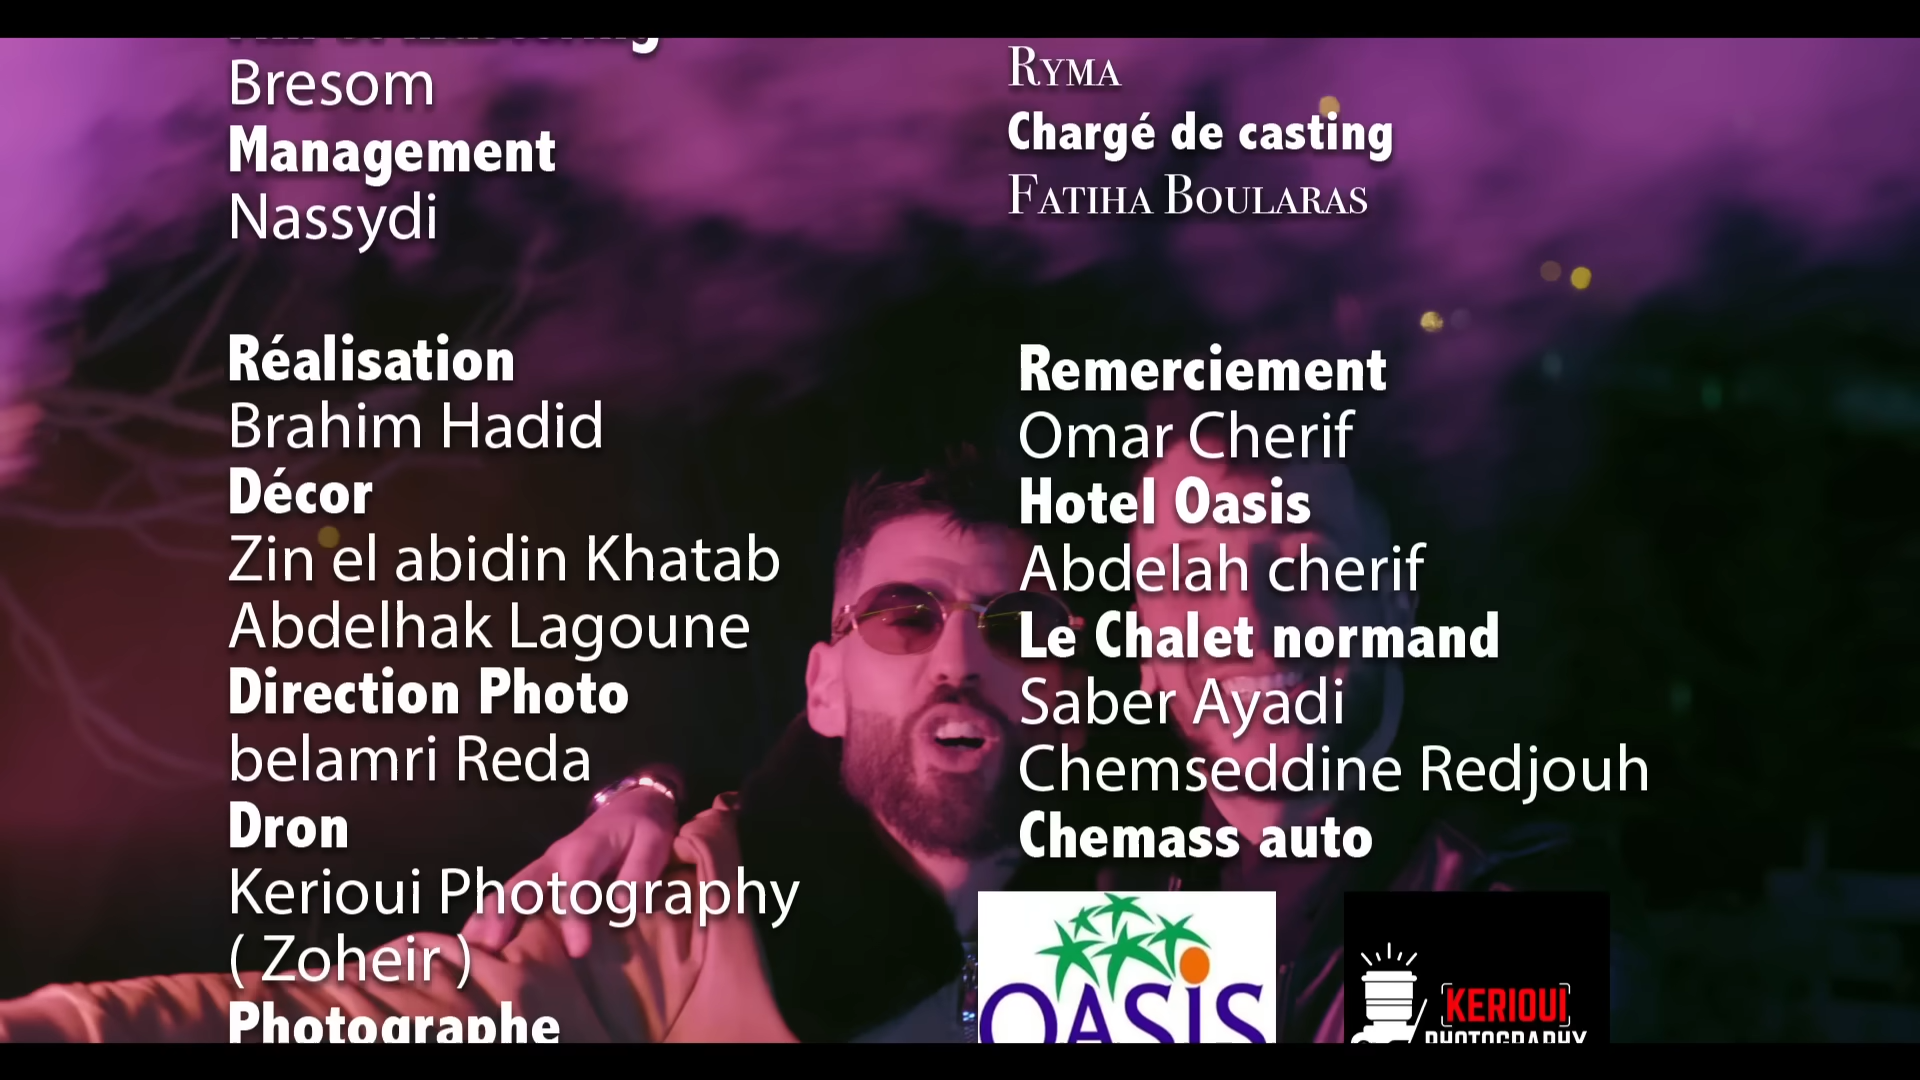 Bresom
Management
Nassydi
Réalisation
Brahim Hadid
Décor
Zin el abidin Khatab
Abdelhak Lagoune
Direction Photo
belamri Reda
Dron
Kerioui Photography
( Zoheir )
Photographe
Ryma
Chargé de casting
Fatiha Boularas
Remerciement
Omar Cherif
Hotel Oasis
Abdelah cherif
Le Chalet normand
Saber Ayadi
Chemseddine Redjouh
Chemass auto
OASIS
KERIOUI
PHOTOGRAPHY